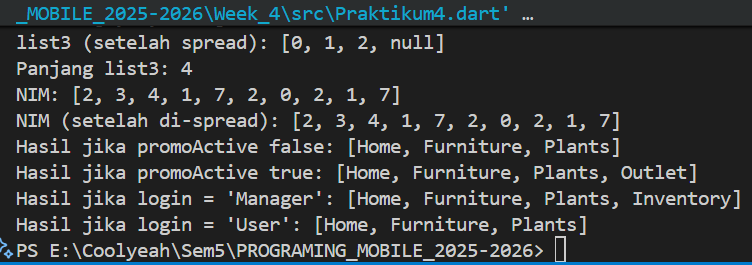 _MOBILE_2025-2026\Week_4\src\Praktikum4.dart' …
list3 (setelah spread): [0, 1, 2, null]
Panjang list3: 4
NIM: [2, 3, 4, 1, 7, 2, 0, 2, 1, 7]
NIM (setelah di-spread): [2, 3, 4, 1, 7, 2, 0, 2, 1, 7]
Hasil jika promoActive false: [Home, Furniture, Plants]
Hasil jika promoActive true: [Home, Furniture, Plants, Outlet]
Hasil jika login = 'Manager': [Home, Furniture, Plants, Inventory]
Hasil jika login = 'User': [Home, Furniture, Plants]
PS E:\Coolyeah\Sem5\PROGRAMING_MOBILE_2025-2026>